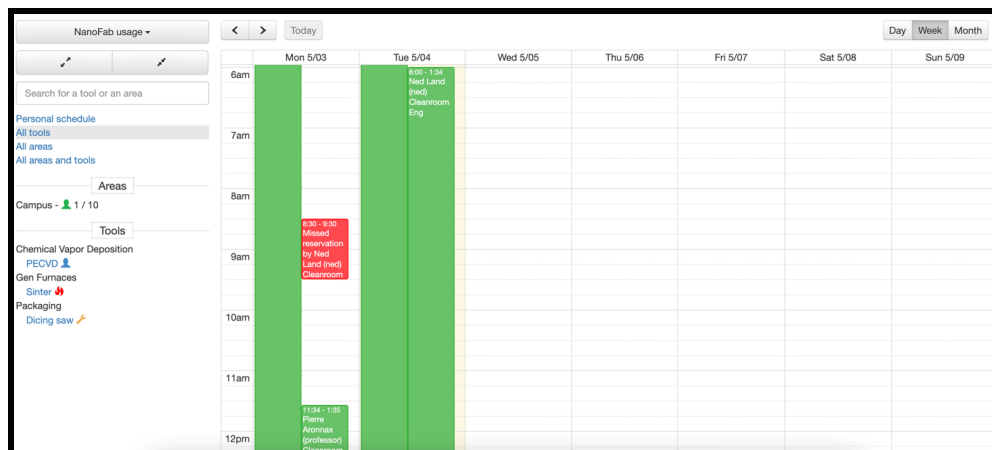 NanoFab usage
Today
Day Week Month
Search for a tool or an area
Personal schedule
All tools
All areas
All areas and tools
Areas
Campus - 1 / 10
Tools
Chemical Vapor Deposition
PECVD
Gen Furnaces
Sinter
Packaging
Dicing saw
Mon 5/03 Tue 5/04 Wed 5/05 Thu 5/06 Fri 5/07 Sat 5/08 Sun 5/09
6am
7am
8am
9am
10am
11am
12pm
8:30 - 9:30
Missed
reservation
by Ned
Land (ned)
Cleanroom
11:34 - 1:35
Pierre
Aronnax
(professor)
6:00 - 1:34
Ned Land
(ned)
Cleanroom
Eng